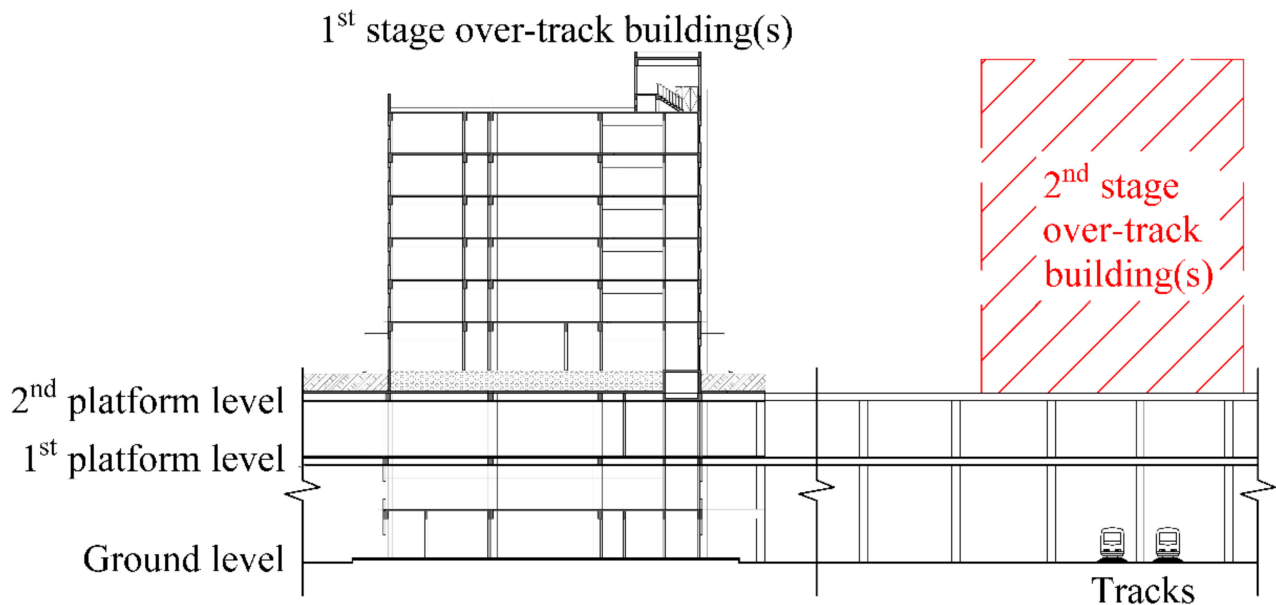 1st stage over-track building(s)
2nd stage
over-track
building(s)
2nd platform level
1st platform level
Ground level
Tracks